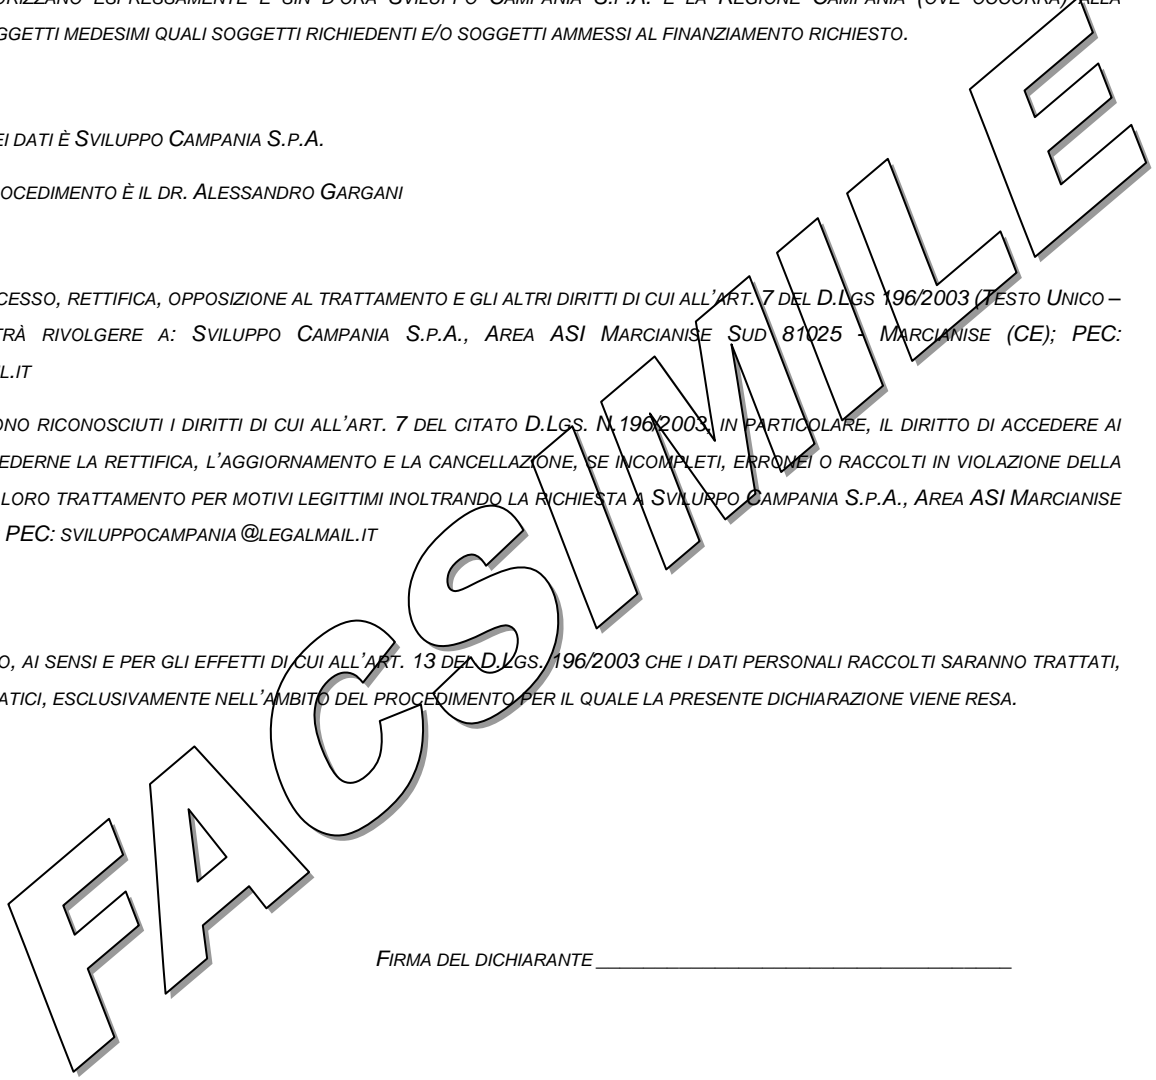 ORIZZANO ESPRESSAMENTE E SIN D'ORA SVILUPPO CAMPANIA S.P.A. E LA REGIONE CAMPANIA (OVE OCCORRA) ALLA
GGETTI MEDESIMI QUALI SOGGETTI RICHIEDENTI E/O SOGGETTI AMMESSI AL FINANZIAMENTO RICHIESTO.
EI DATI È SVILUPPO CAMPANIA S.P.A.
OCEDIMENTO È IL DR. ALESSANDRO GARGANI
CESSO, RETTIFICA, OPPOSIZIONE AL TRATTAMENTO E GLI ALTRI DIRITTI DI CUI ALL'ART. 7 DEL D.LGS 196/2003 (TESTO UNICO –
TRÀ RIVOLGERE A: SVILUPPO CAMPANIA S.P.A., AREA ASI MARCIANISE SUD 81025 - MARCIANISE (CE); PEC:
L.IT
ONO RICONOSCIUTI I DIRITTI DI CUI ALL'ART. 7 DEL CITATO D.LGS. N.196/2003, IN PARTICOLARE, IL DIRITTO DI ACCEDERE AI
EDERNE LA RETTIFICA, L'AGGIORNAMENTO E LA CANCELLAZIONE, SE INCOMPLETI, ERRONEI O RACCOLTI IN VIOLAZIONE DELLA
LORO TRATTAMENTO PER MOTIVI LEGITTIMI INOLTRANDO LA RICHIESTA A SVILUPPO CAMPANIA S.P.A., AREA ASI MARCIANISE
PEC: SVILUPPOCAMPANIA@LEGALMAIL.IT
O, AI SENSI E PER GLI EFFETTI DI CUI ALL'ART. 13 DEL D.LGS. 196/2003 CHE I DATI PERSONALI RACCOLTI SARANNO TRATTATI,
ATICI, ESCLUSIVAMENTE NELL'AMBITO DEL PROCEDIMENTO PER IL QUALE LA PRESENTE DICHIARAZIONE VIENE RESA.
FACSIMILE
FIRMA DEL DICHIARANTE ______________________________________